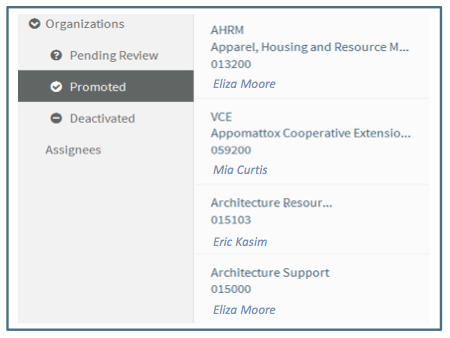 Organizations
Pending Review
Promoted
Deactivated
Assignees
AHRM
Apparel, Housing and Resource M...
013200
Eliza Moore
VCE
Appomattox Cooperative Extensio...
059200
Mia Curtis
Architecture Resour...
015103
Eric Kasim
Architecture Support
015000
Eliza Moore